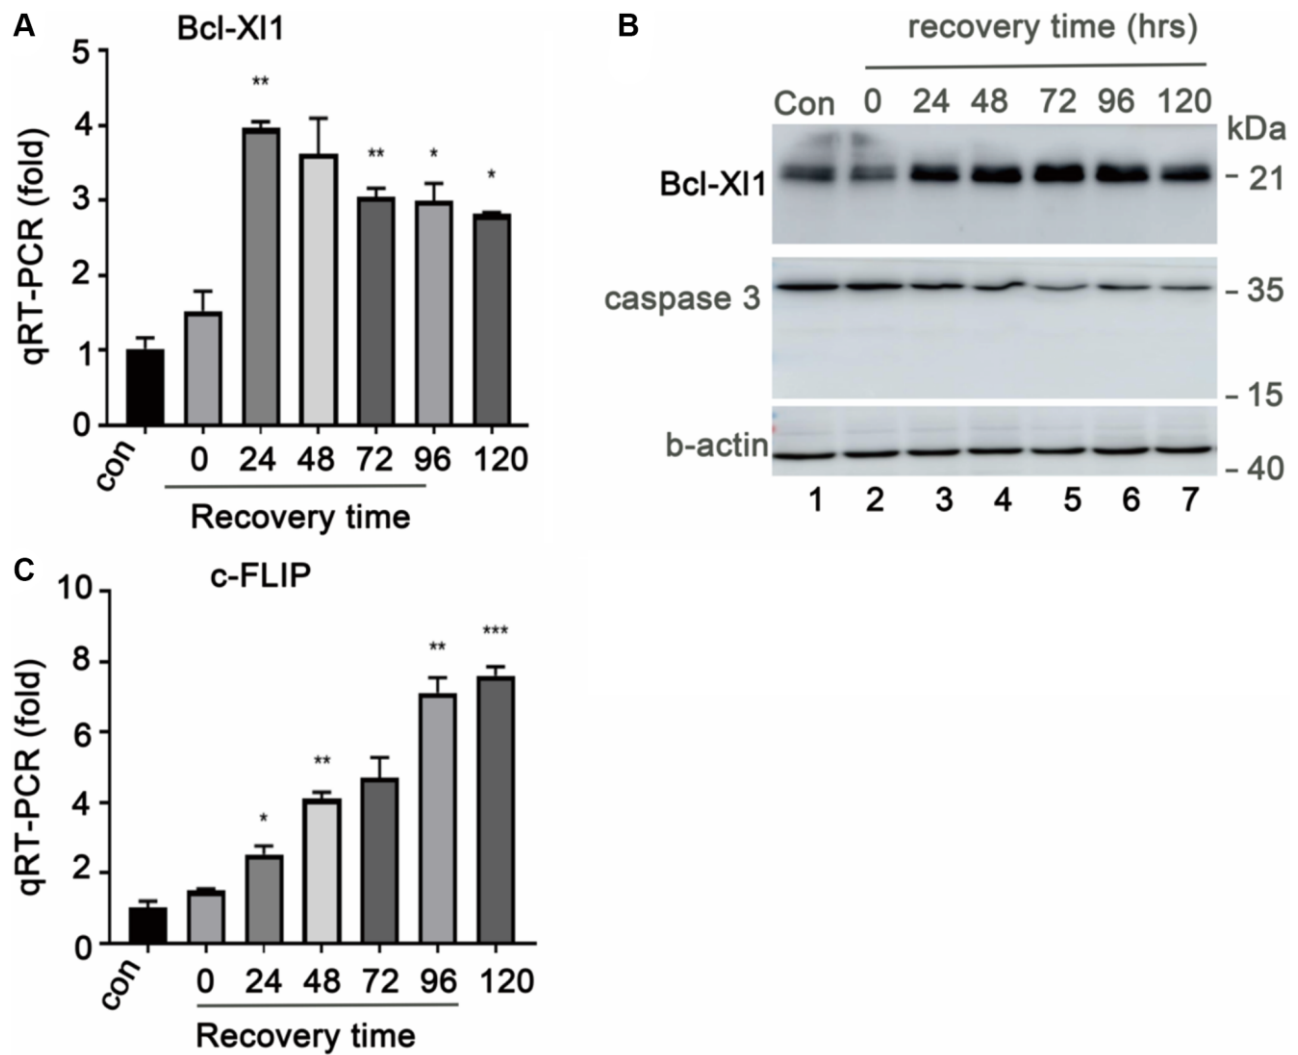 A
Bcl-Xl1
qRT-PCR (fold)
5
4
3
2
1
0
**
**
*
*
con 0 24 48 72 96 120
Recovery time
B
recovery time (hrs)
Con 0 24 48 72 96 120
kDa
Bcl-Xl1
- 21
caspase 3
- 35
- 15
b-actin
- 40
1 2 3 4 5 6 7
C
c-FLIP
qRT-PCR (fold)
10
8
6
4
2
0
*
**
**
***
con 0 24 48 72 96 120
Recovery time